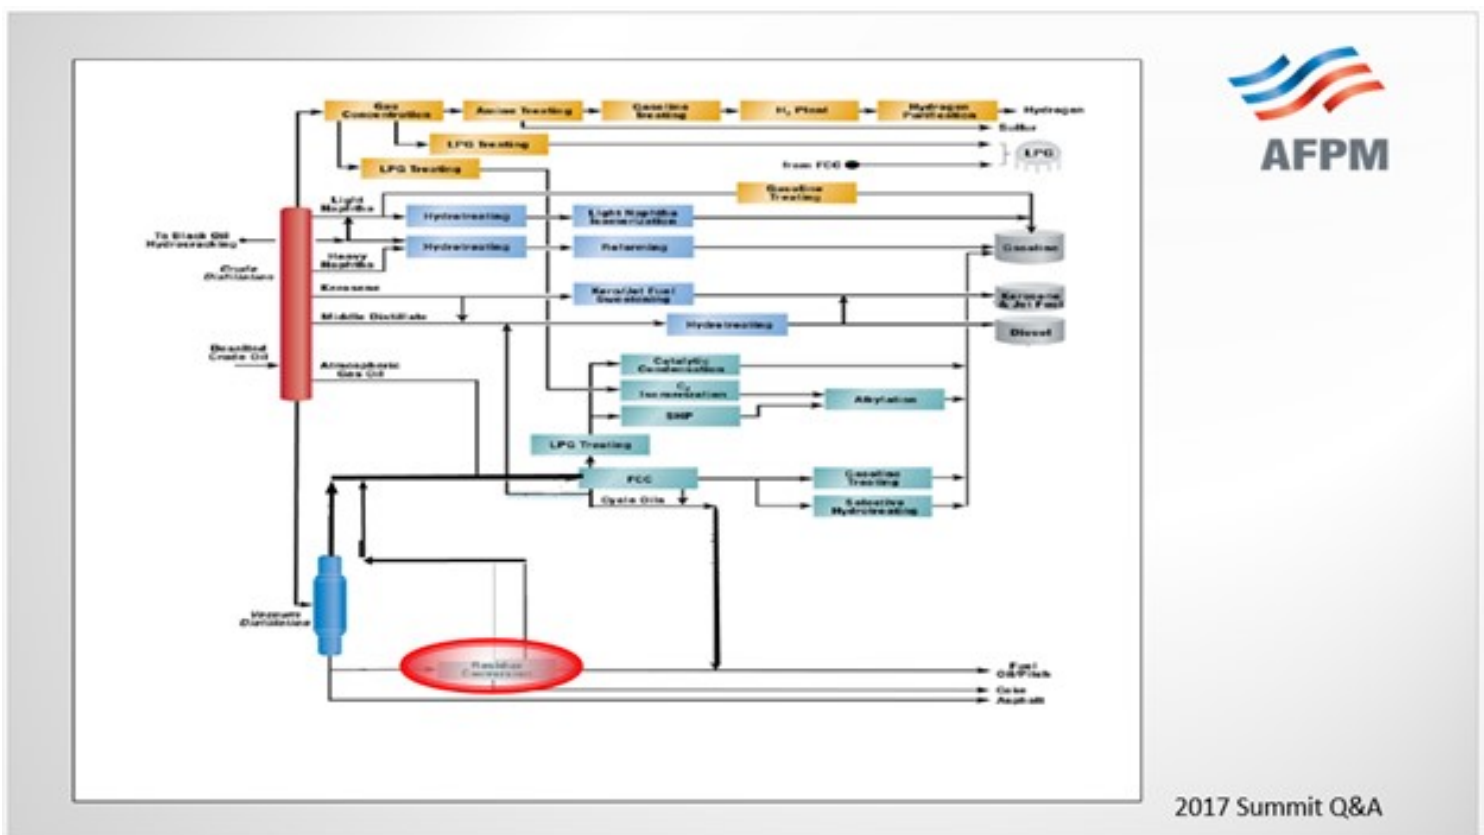 Gas
Concentration
Amine Treating
Gasoline
Treating
H₂ Plant
Hydrogen
Purification
Hydrogen
Sulfur
LPG Treating
LPG
from FCC
LPG Treating
Gasoline
Treating
Light
Naphtha
Hydrotreating
Light Naphtha
Isomerization
To Black Oil
Hydrocracking
Hydrotreating
Reforming
Gasoline
Heavy
Naphtha
Crude
Distillation
Kerosene
Kero/Jet Fuel
Sweetening
Kerosene
& Jet Fuel
Middle Distillate
Hydrotreating
Diesel
Desalted
Crude Oil
Atmospheric
Gas Oil
Catalytic
Condensation
Isomerization
Alkylation
SHP
LPG Treating
FCC
Gasoline
Treating
Cycle Oils
Selective
Hydrotreating
Vacuum
Distillation
Residue
Conversion
Fuel
Oil/Pitch
Coke
Asphalt
AFPM
2017 Summit Q&A